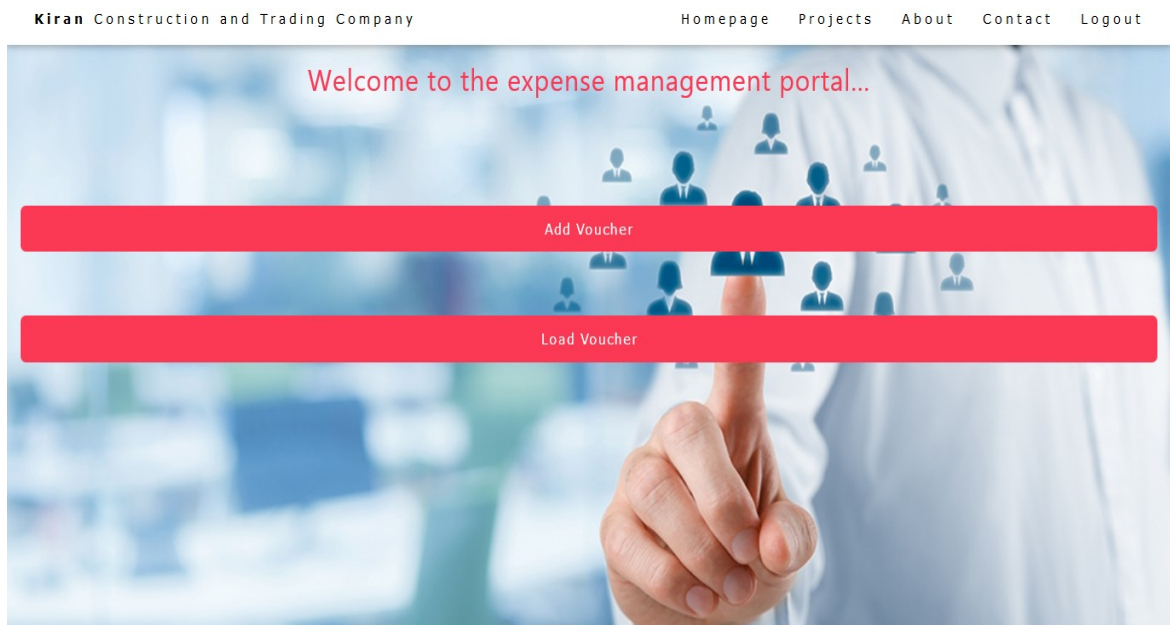 Kiran Construction and Trading Company
Homepage Projects About Contact Logout
Welcome to the expense management portal...
Add Voucher
Load Voucher